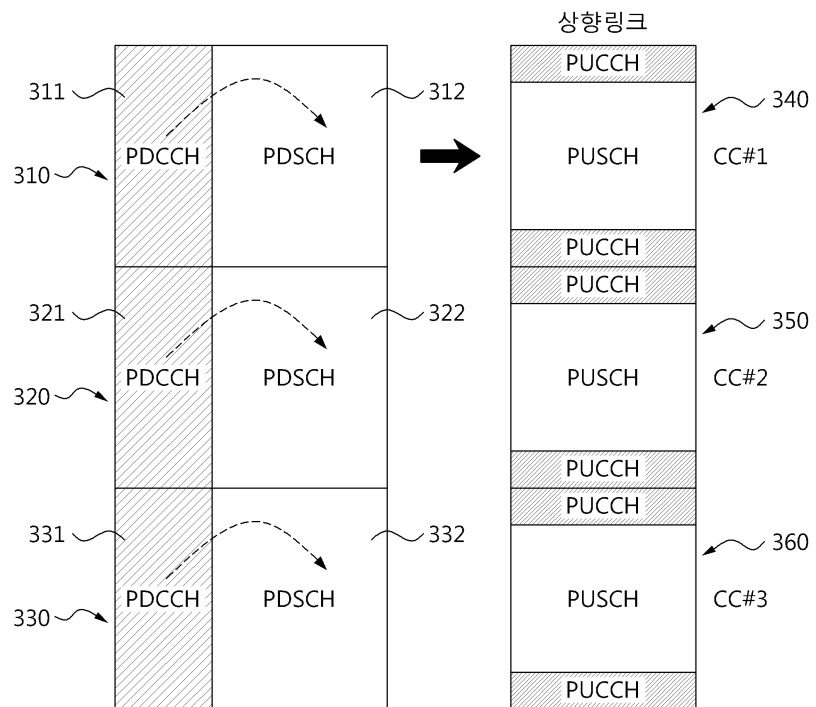 상향링크
PUCCH
311
312
340
PDCCH
PDSCH
PUSCH
CC#1
310
PUCCH
PUCCH
321
322
350
PDCCH
PDSCH
PUSCH
CC#2
320
PUCCH
PUCCH
331
332
360
PDCCH
PDSCH
PUSCH
CC#3
330
PUCCH